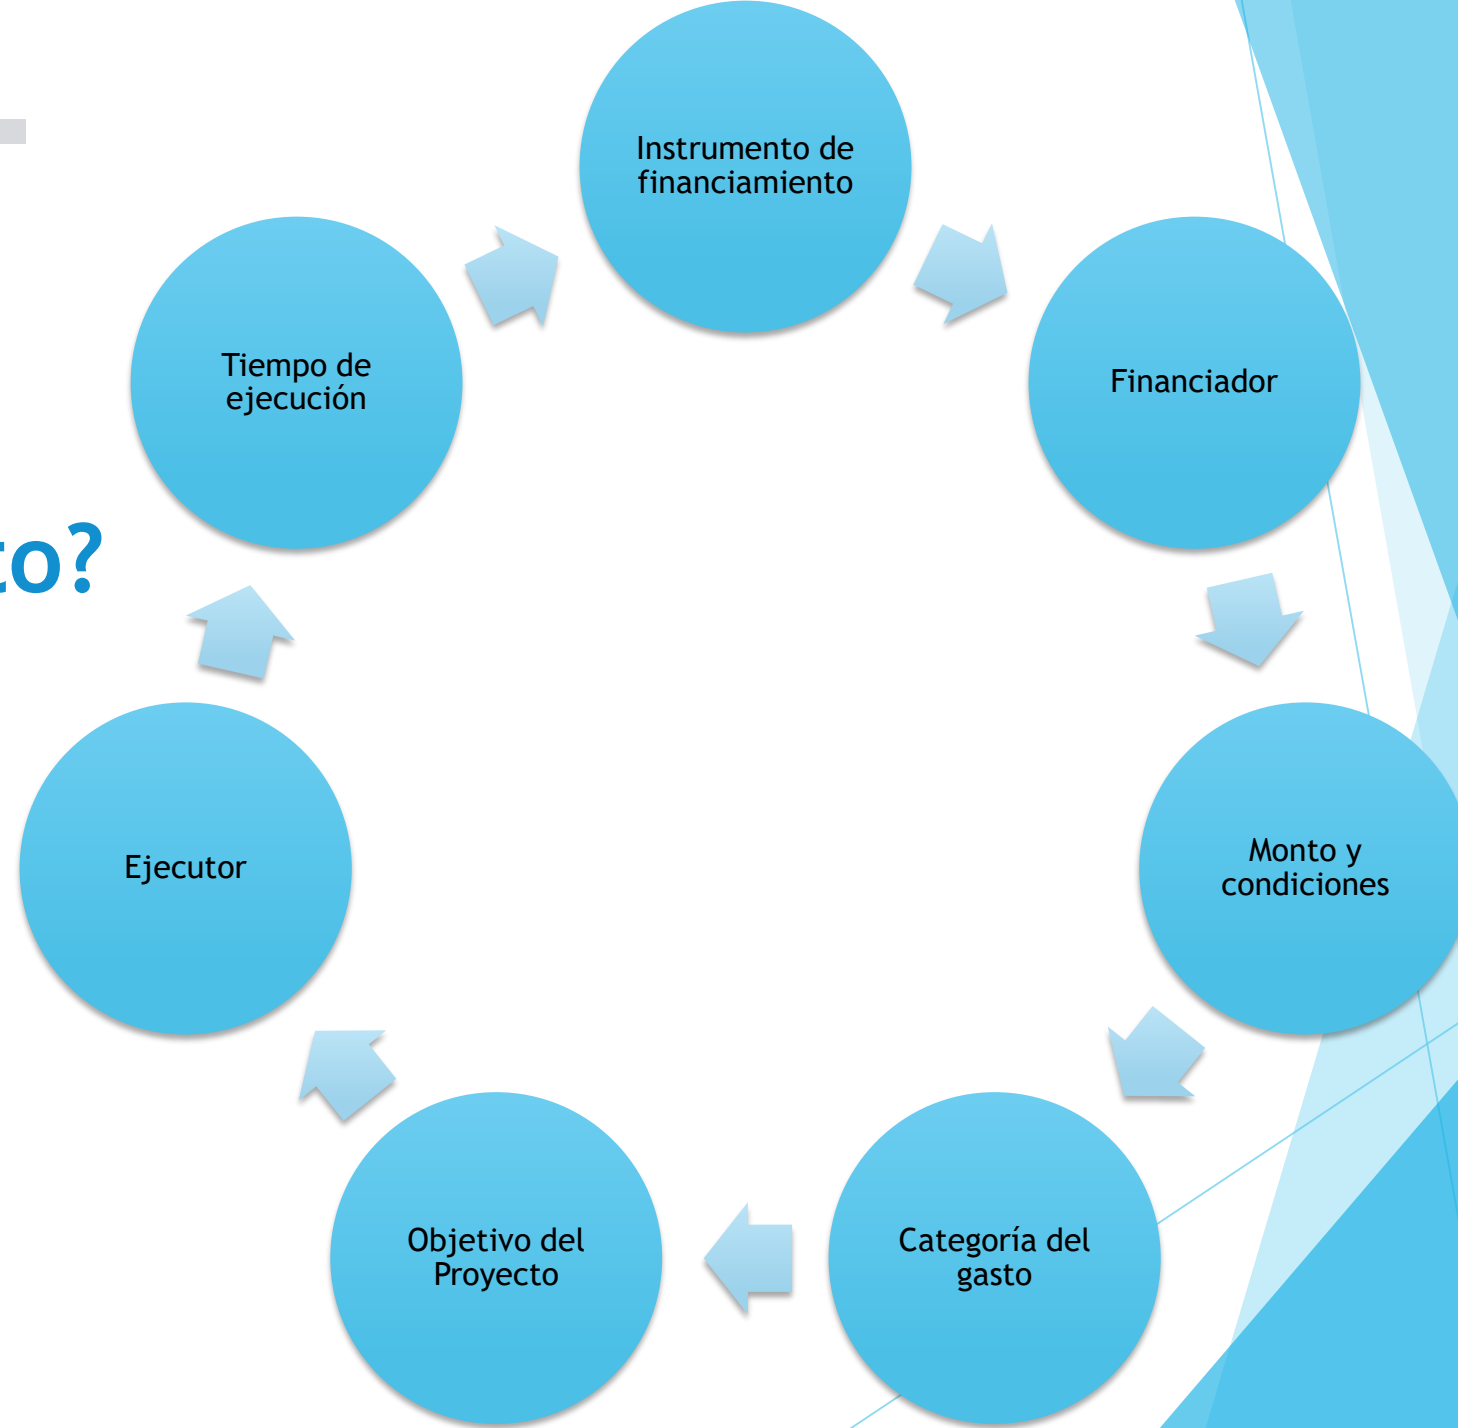 Instrumento de
financiamiento
Financiador
Monto y
condiciones
Categoría del
gasto
Objetivo del
Proyecto
Ejecutor
Tiempo de
ejecución
to?